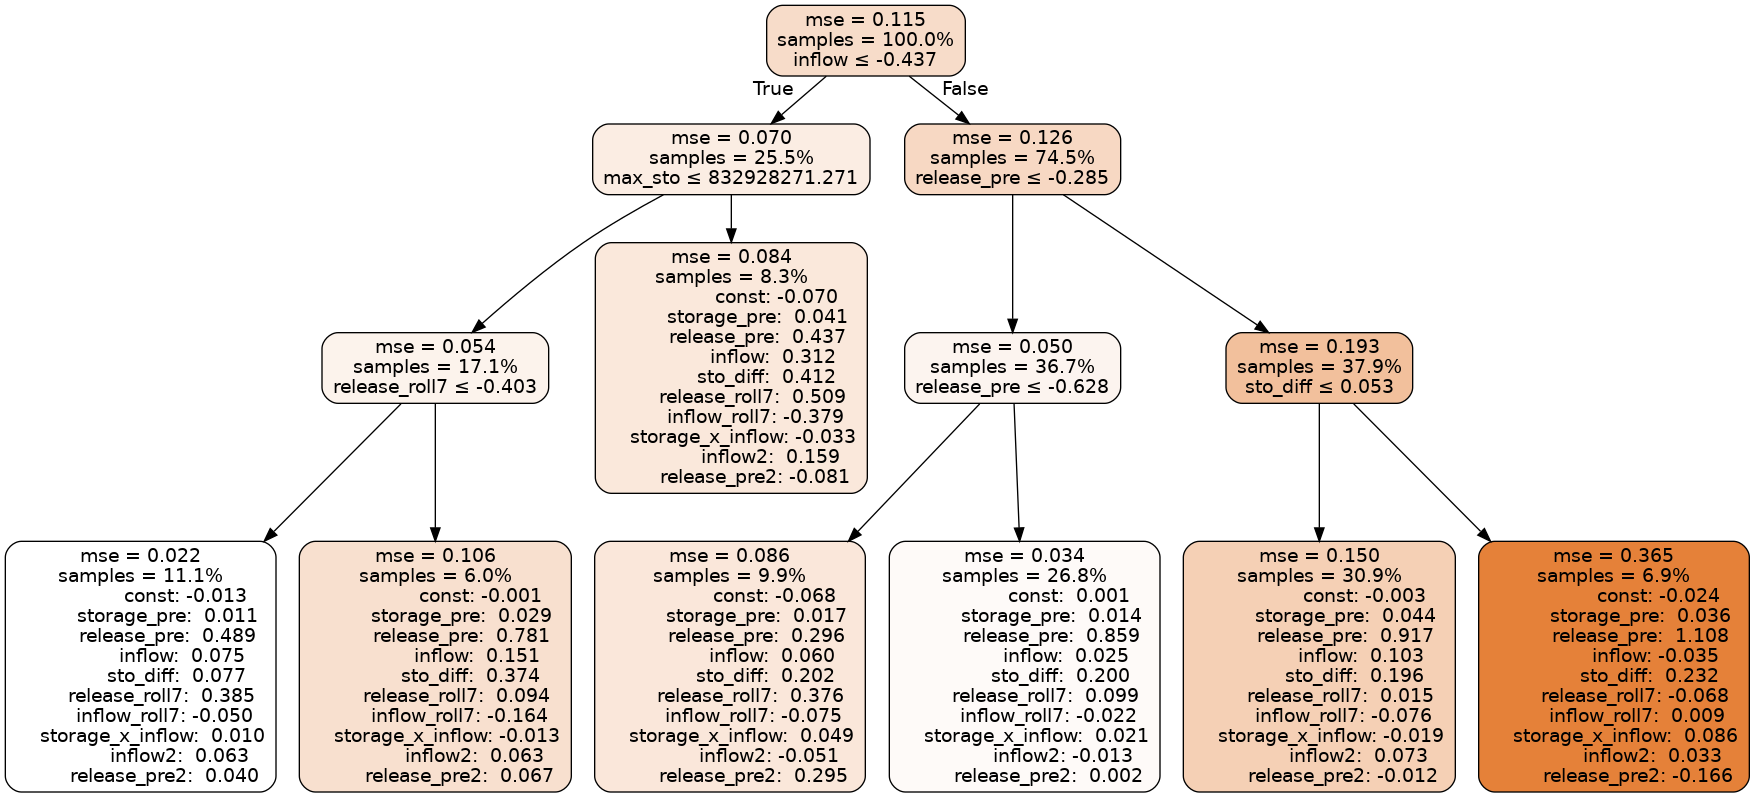 mse = 0.115
samples = 100.0%
inflow ≤ -0.437
True
False
mse = 0.070
samples = 25.5%
max_sto ≤ 832928271.271
mse = 0.126
samples = 74.5%
release_pre ≤ -0.285
mse = 0.084
samples = 8.3%
const: -0.070
storage_pre:  0.041
release_pre:  0.437
inflow:  0.312
sto_diff:  0.412
release_roll7:  0.509
inflow_roll7: -0.379
storage_x_inflow: -0.033
inflow2:  0.159
release_pre2: -0.081
mse = 0.054
samples = 17.1%
release_roll7 ≤ -0.403
mse = 0.050
samples = 36.7%
release_pre ≤ -0.628
mse = 0.193
samples = 37.9%
sto_diff ≤ 0.053
mse = 0.022
samples = 11.1%
const: -0.013
storage_pre:  0.011
release_pre:  0.489
inflow:  0.075
sto_diff:  0.077
release_roll7:  0.385
inflow_roll7: -0.050
storage_x_inflow:  0.010
inflow2:  0.063
release_pre2:  0.040
mse = 0.106
samples = 6.0%
const: -0.001
storage_pre:  0.029
release_pre:  0.781
inflow:  0.151
sto_diff:  0.374
release_roll7:  0.094
inflow_roll7: -0.164
storage_x_inflow: -0.013
inflow2:  0.063
release_pre2:  0.067
mse = 0.086
samples = 9.9%
const: -0.068
storage_pre:  0.017
release_pre:  0.296
inflow:  0.060
sto_diff:  0.202
release_roll7:  0.376
inflow_roll7: -0.075
storage_x_inflow:  0.049
inflow2: -0.051
release_pre2:  0.295
mse = 0.034
samples = 26.8%
const:  0.001
storage_pre:  0.014
release_pre:  0.859
inflow:  0.025
sto_diff:  0.200
release_roll7:  0.099
inflow_roll7: -0.022
storage_x_inflow:  0.021
inflow2: -0.013
release_pre2:  0.002
mse = 0.150
samples = 30.9%
const: -0.003
storage_pre:  0.044
release_pre:  0.917
inflow:  0.103
sto_diff:  0.196
release_roll7:  0.015
inflow_roll7: -0.076
storage_x_inflow: -0.019
inflow2:  0.073
release_pre2: -0.012
mse = 0.365
samples = 6.9%
const: -0.024
storage_pre:  0.036
release_pre:  1.108
inflow: -0.035
sto_diff:  0.232
release_roll7: -0.068
inflow_roll7:  0.009
storage_x_inflow:  0.086
inflow2:  0.033
release_pre2: -0.166